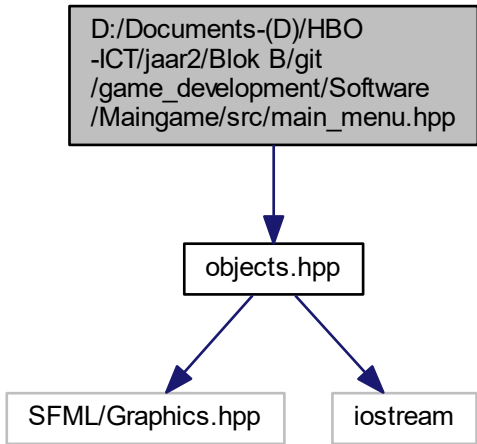 D:/Documents-(D)/HBO
-ICT/jaar2/Blok B/git
/game_development/Software
/Maingame/src/main_menu.hpp
objects.hpp
SFML/Graphics.hpp
iostream